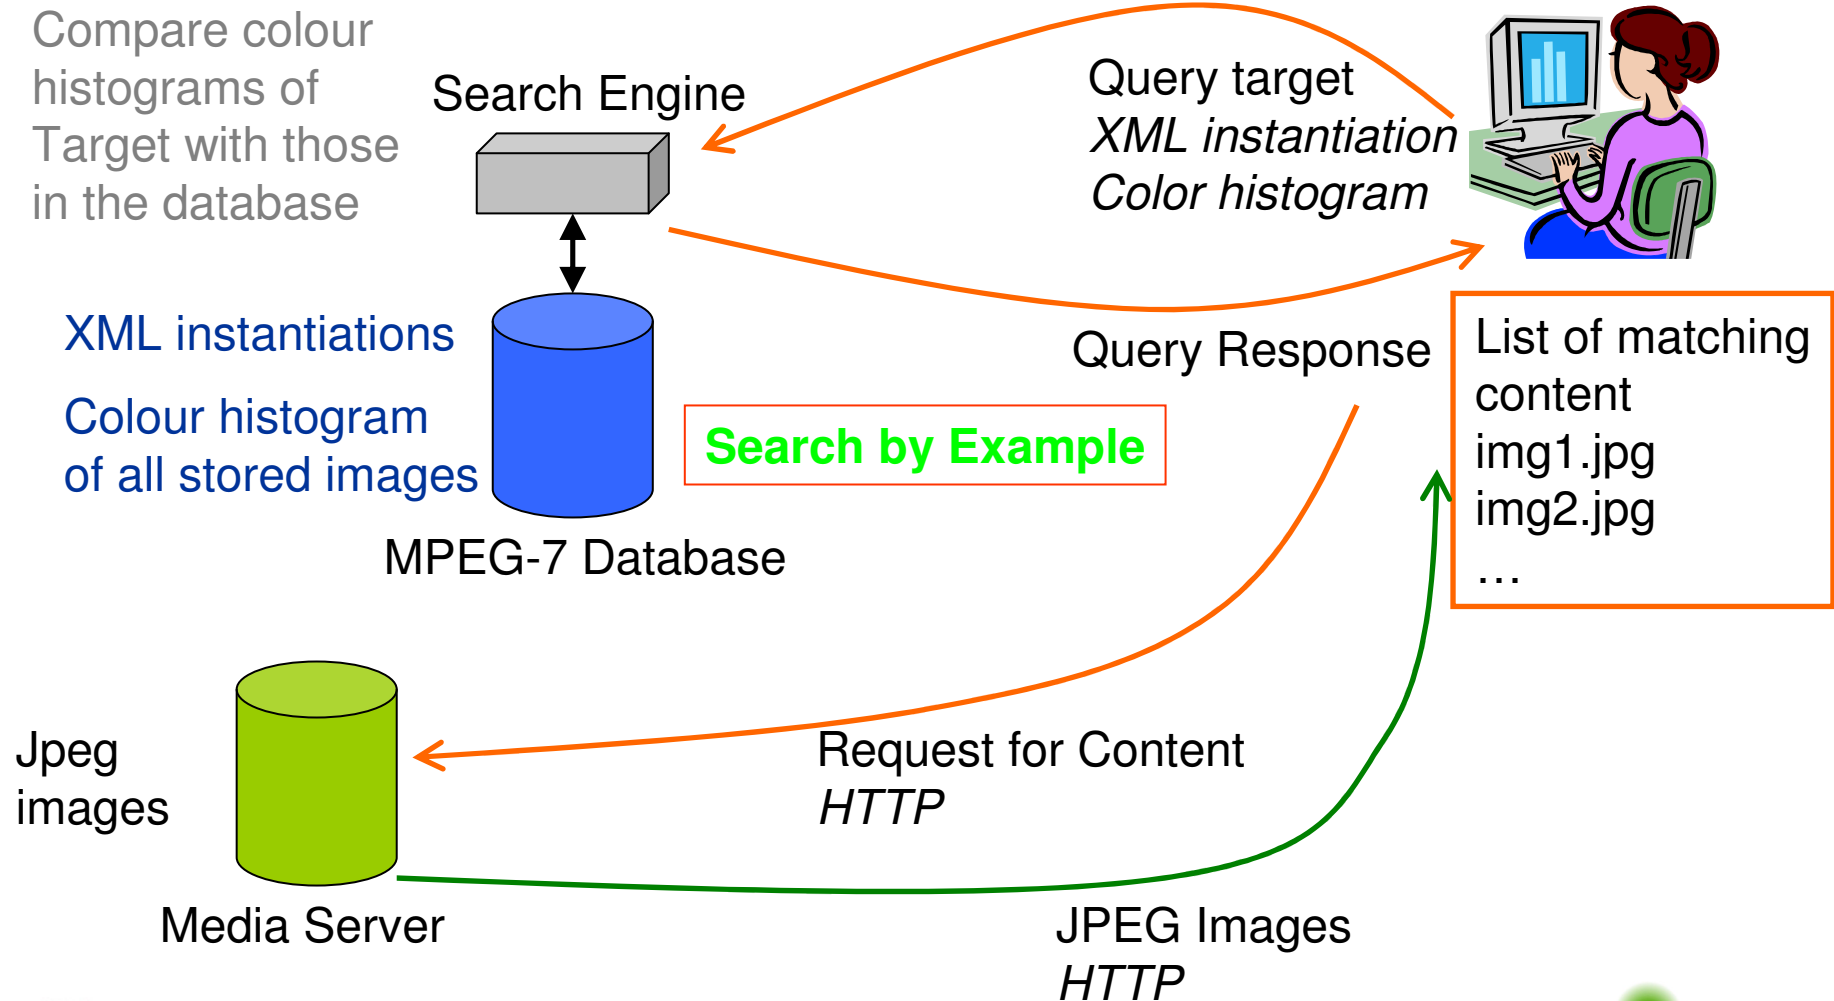 Compare colour
histograms of
Target with those
in the database
Search Engine
Query target
XML instantiation
Color histogram
XML instantiations
Colour histogram
of all stored images
MPEG-7 Database
Search by Example
Query Response
List of matching
content
img1.jpg
img2.jpg
…
Jpeg
images
Media Server
Request for Content
HTTP
JPEG Images
HTTP